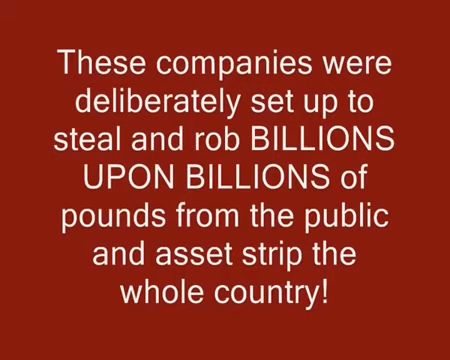 These companies were
deliberately set up to
steal and rob BILLIONS
UPON BILLIONS of
pounds from the public
and asset strip the
whole country!